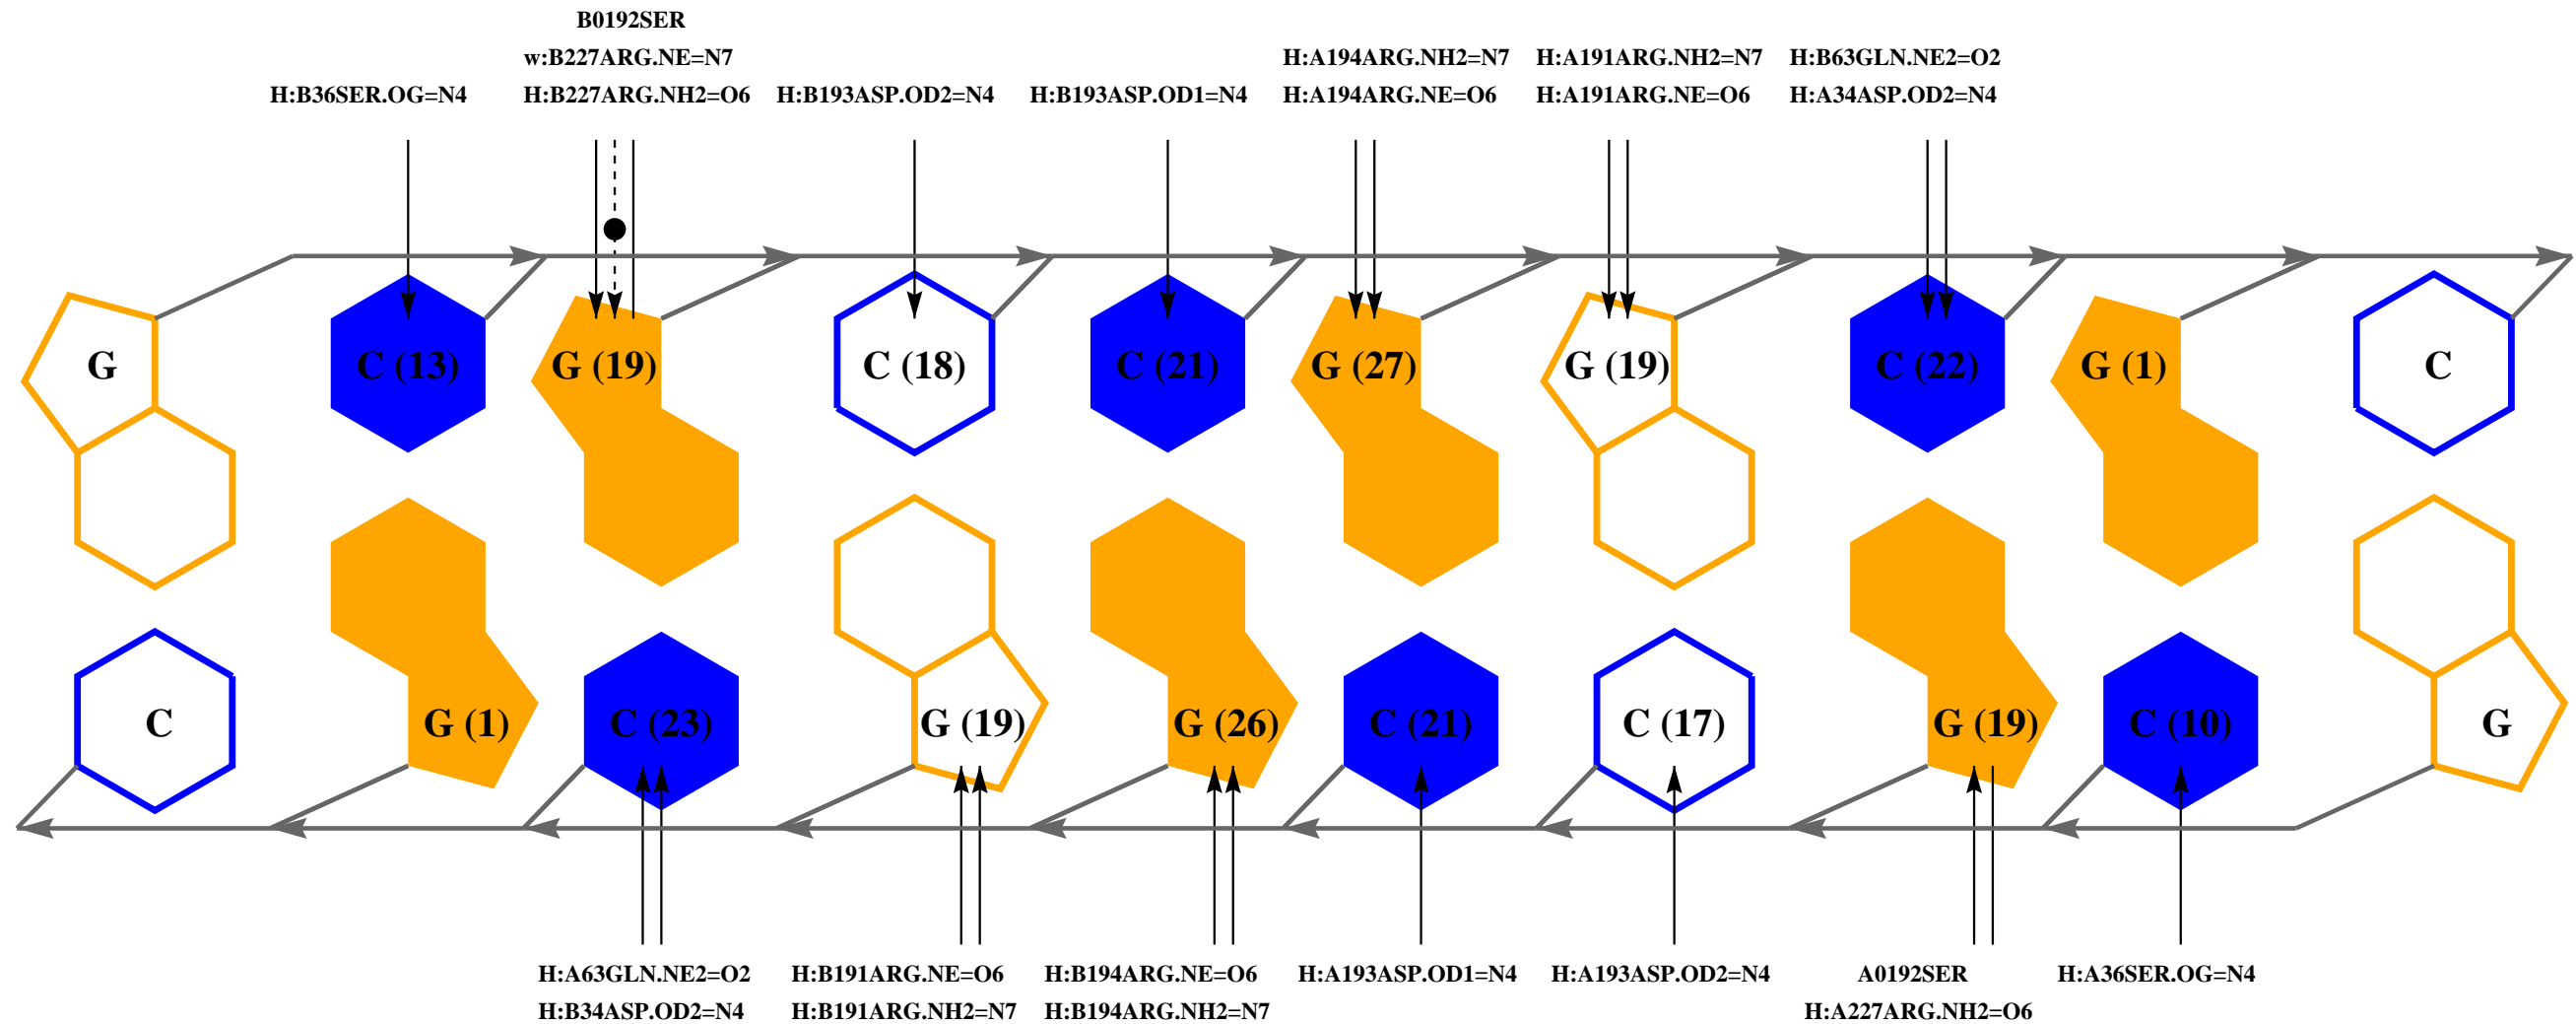 B0192SER
w:B227ARG.NE=N7
H:A194ARG.NH2=N7
H:A191ARG.NH2=N7
H:B63GLN.NE2=O2
H:B36SER.OG=N4
H:B227ARG.NH2=O6
H:B193ASP.OD2=N4
H:B193ASP.OD1=N4
H:A194ARG.NE=O6
H:A191ARG.NE=O6
H:A34ASP.OD2=N4
G
C (13)
G (19)
C (18)
C (21)
G (27)
G (19)
C (22)
G (1)
C
C
G (1)
C (23)
G (19)
G (26)
C (21)
C (17)
G (19)
C (10)
G
H:A63GLN.NE2=O2
H:B191ARG.NE=O6
H:B194ARG.NE=O6
H:A193ASP.OD1=N4
H:A193ASP.OD2=N4
A0192SER
H:A36SER.OG=N4
H:B34ASP.OD2=N4
H:B191ARG.NH2=N7
H:B194ARG.NH2=N7
H:A227ARG.NH2=O6